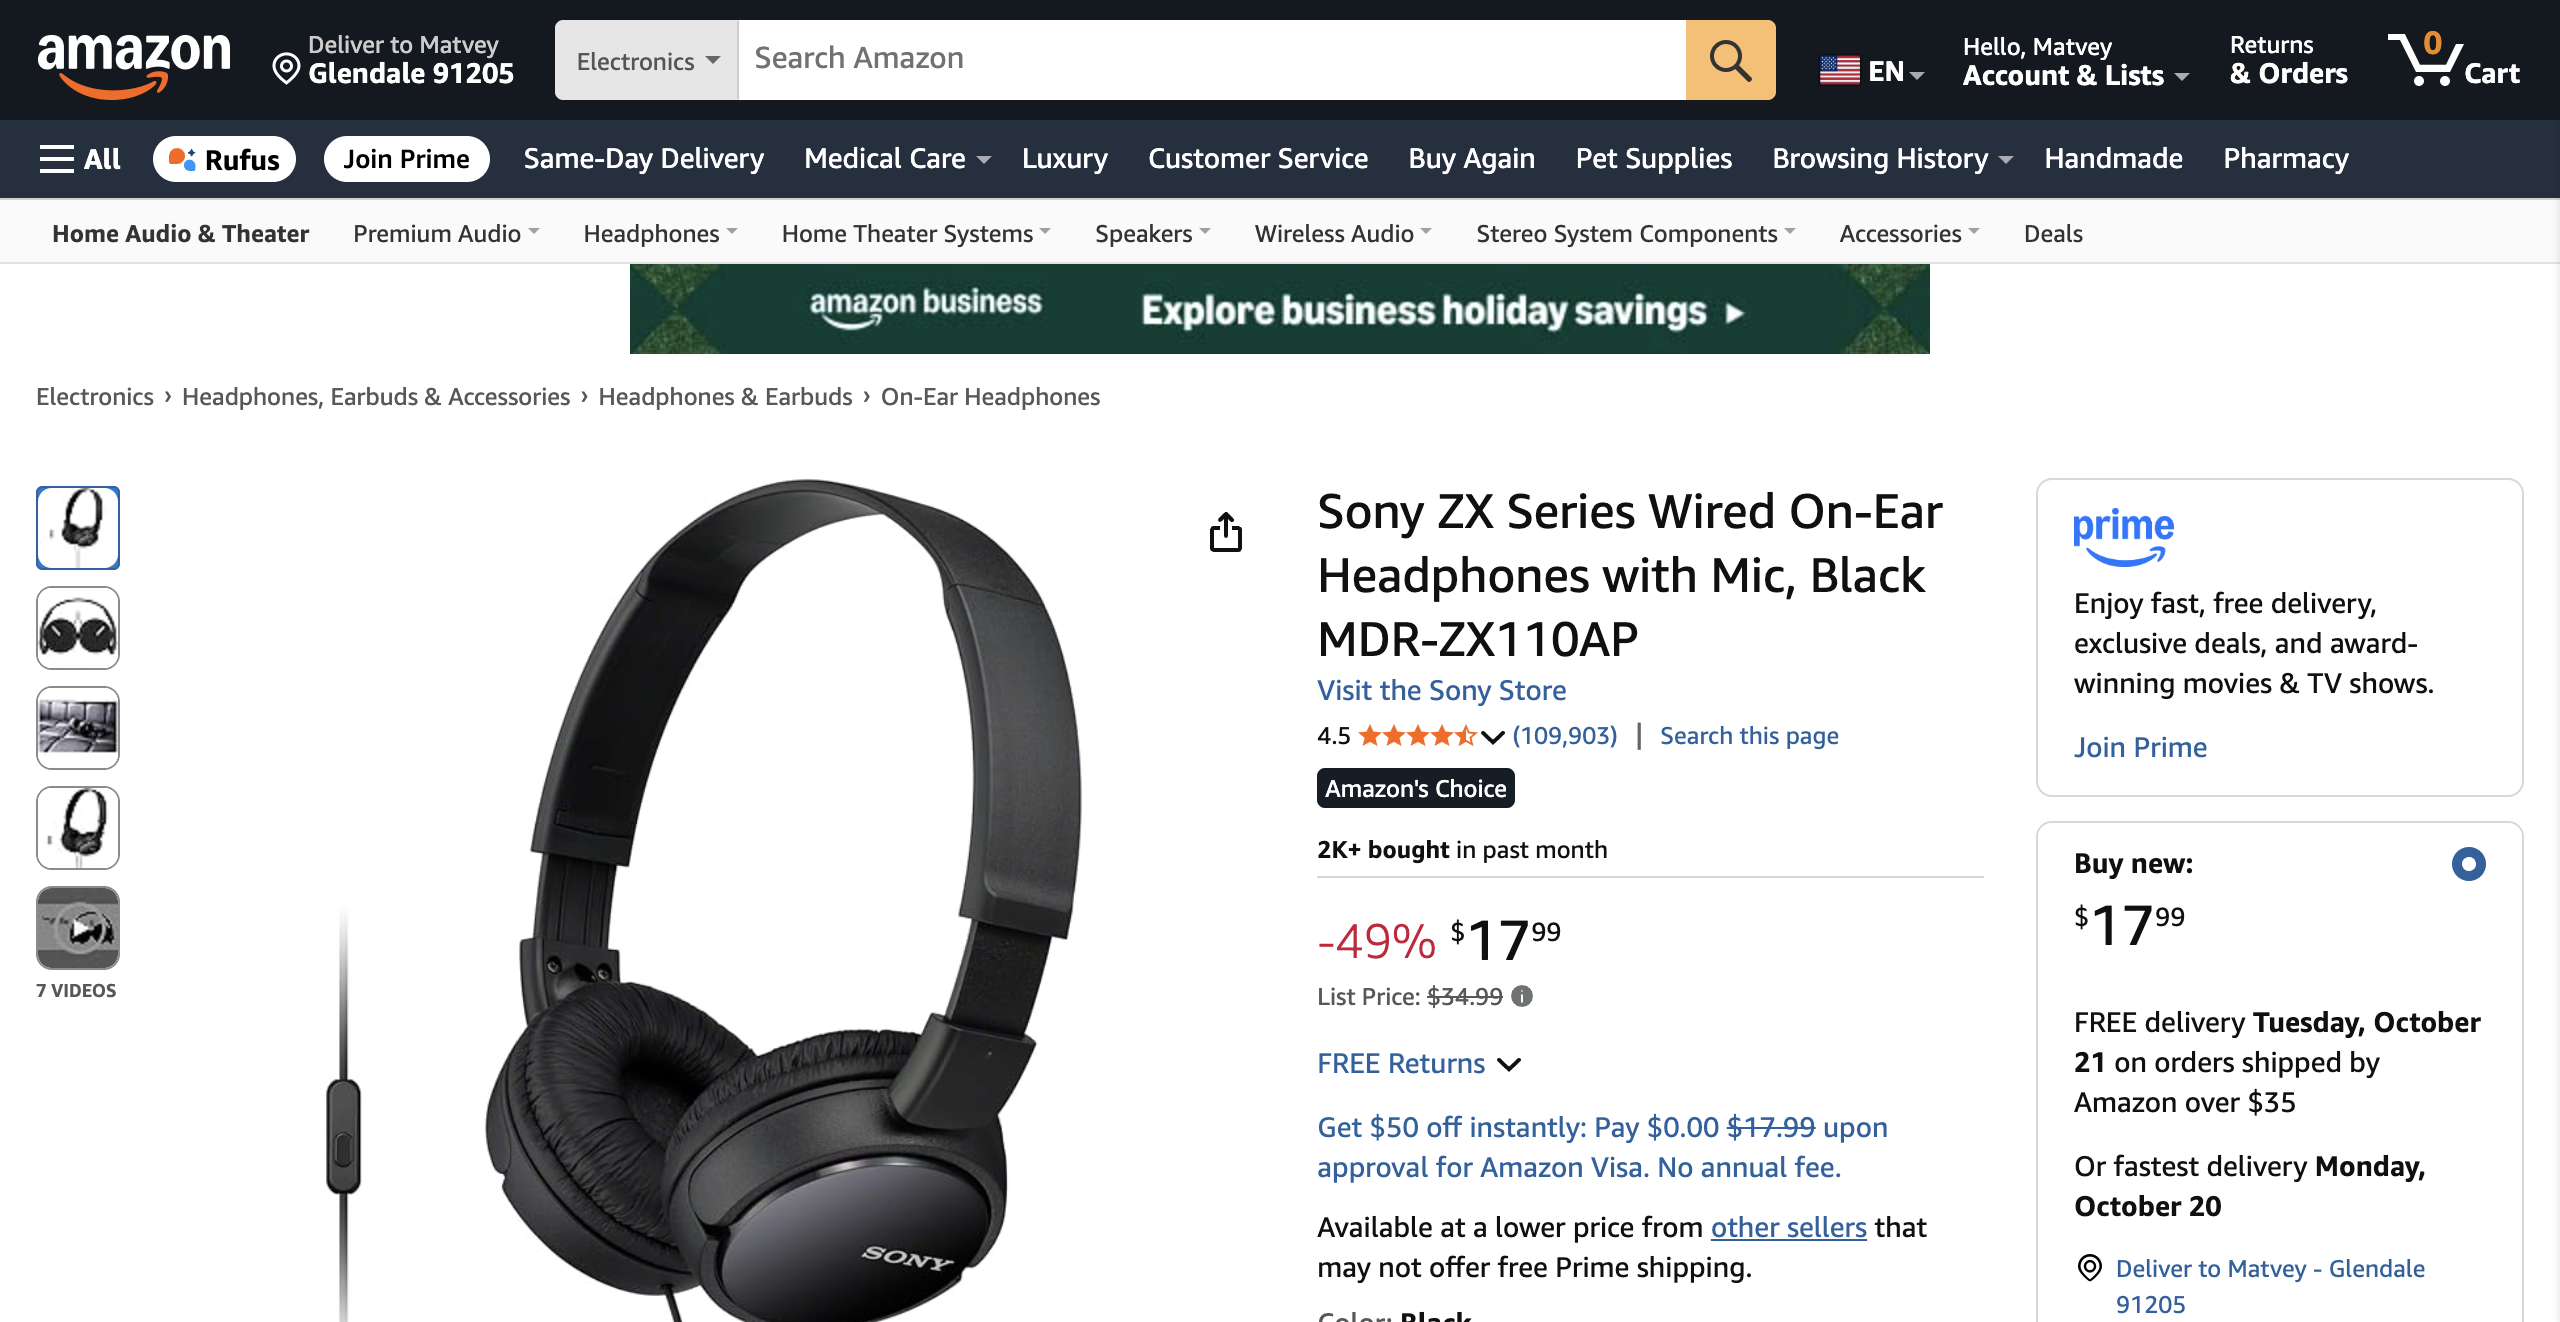 amazon
Deliver to Matvey
Glendale 91205
Electronics
Search Amazon
EN
Hello, Matvey
Account & Lists
Returns
& Orders
0
Cart
All
Rufus
Join Prime
Same-Day Delivery
Medical Care
Luxury
Customer Service
Buy Again
Pet Supplies
Browsing History
Handmade
Pharmacy
Home Audio & Theater
Premium Audio
Headphones
Home Theater Systems
Speakers
Wireless Audio
Stereo System Components
Accessories
Deals
amazon business
Explore business holiday savings
Electronics › Headphones, Earbuds & Accessories › Headphones & Earbuds › On-Ear Headphones
7 VIDEOS
SONY
Sony ZX Series Wired On-Ear
Headphones with Mic, Black
MDR-ZX110AP
Visit the Sony Store
4.5 (109,903) | Search this page
Amazon's Choice
2K+ bought in past month
-49% $17.99
List Price: $34.99
FREE Returns
Get $50 off instantly: Pay $0.00 $17.99 upon
approval for Amazon Visa. No annual fee.
Available at a lower price from other sellers that
may not offer free Prime shipping.
Color: Black
prime
Enjoy fast, free delivery,
exclusive deals, and award-
winning movies & TV shows.
Join Prime
Buy new:
$17.99
FREE delivery Tuesday, October
21 on orders shipped by
Amazon over $35
Or fastest delivery Monday,
October 20
Deliver to Matvey - Glendale
91205